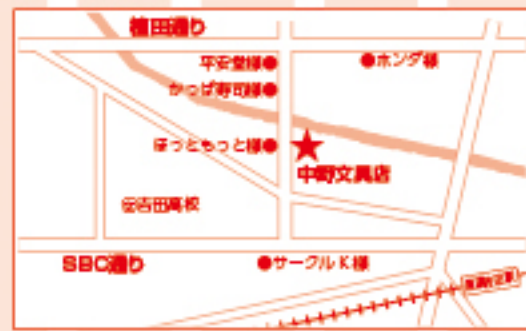 檀田通り
平安堂様●
●ホンダ様
かっぱ寿司様●
ほっともっと様●
★
中野文具店
㊫吉田高校
SBC通り
●サークルK様